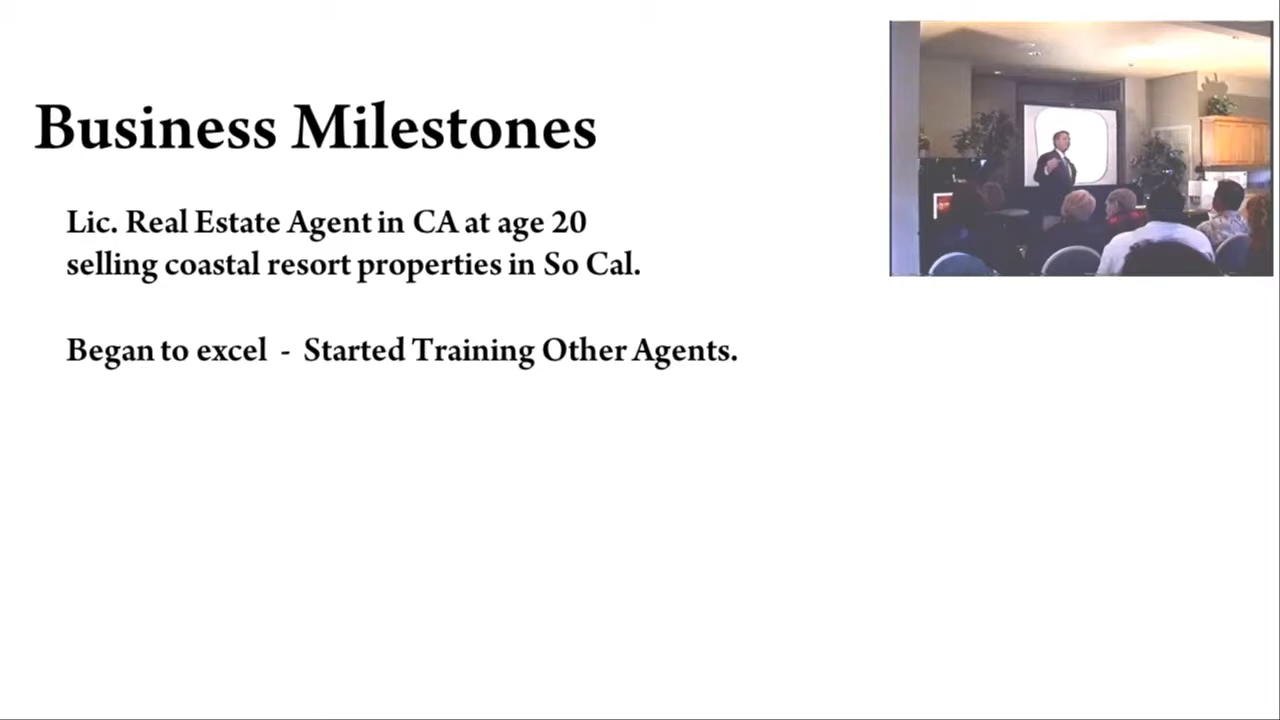 Business Milestones
Lic. Real Estate Agent in CA at age 20
selling coastal resort properties in So Cal.
Began to excel - Started Training Other Agents.